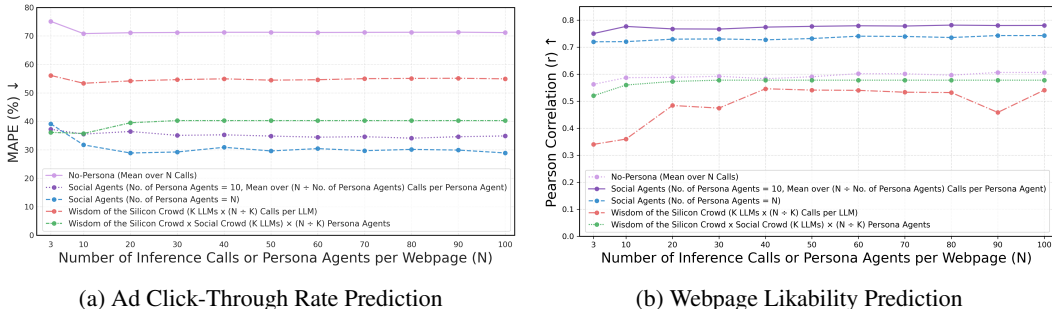 80
70
60
50
40
30
20
10
0
MAPE (%) ↓
No-Persona (Mean over N Calls)
Social Agents (No. of Persona Agents = 10, Mean over (N ÷ No. of Persona Agents) Calls per Persona Agent)
Social Agents (No. of Persona Agents = N)
Wisdom of the Silicon Crowd (K LLMs x (N ÷ K) Calls per LLM)
Wisdom of the Silicon Crowd x Social Crowd (K LLMs) × (N ÷ K) Persona Agents
3 10 20 30 40 50 60 70 80 90 100
Number of Inference Calls or Persona Agents per Webpage (N)
(a) Ad Click-Through Rate Prediction
0.8
0.7
0.6
0.5
0.4
0.3
0.2
0.1
0.0
Pearson Correlation (r) ↑
No-Persona (Mean over N Calls)
Social Agents (No. of Persona Agents = 10, Mean over (N ÷ No. of Persona Agents) Calls per Persona Agent)
Social Agents (No. of Persona Agents = N)
Wisdom of the Silicon Crowd (K LLMs x (N ÷ K) Calls per LLM)
Wisdom of the Silicon Crowd x Social Crowd (K LLMs) × (N ÷ K) Persona Agents
3 10 20 30 40 50 60 70 80 90 100
Number of Inference Calls or Persona Agents per Webpage (N)
(b) Webpage Likability Prediction